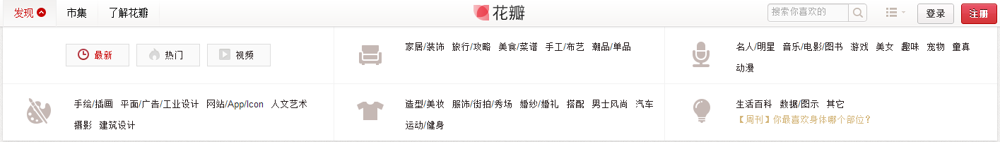 发现 市集 了解花瓣 花瓣 搜索你喜欢的 登录 注册
最新 热门 视频
家居/装饰 旅行/攻略 美食/菜谱 手工/布艺 潮品/单品
名人/明星 音乐/电影/图书 游戏 美女 趣味 宠物 童真
动漫
手绘/插画 平面/广告/工业设计 网站/App/Icon 人文艺术
摄影 建筑设计
造型/美妆 服饰/街拍/秀场 婚纱/婚礼 搭配 男士风尚 汽车
运动/健身
生活百科 数据/图示 其它
【周刊】你最喜欢身体哪个部位?